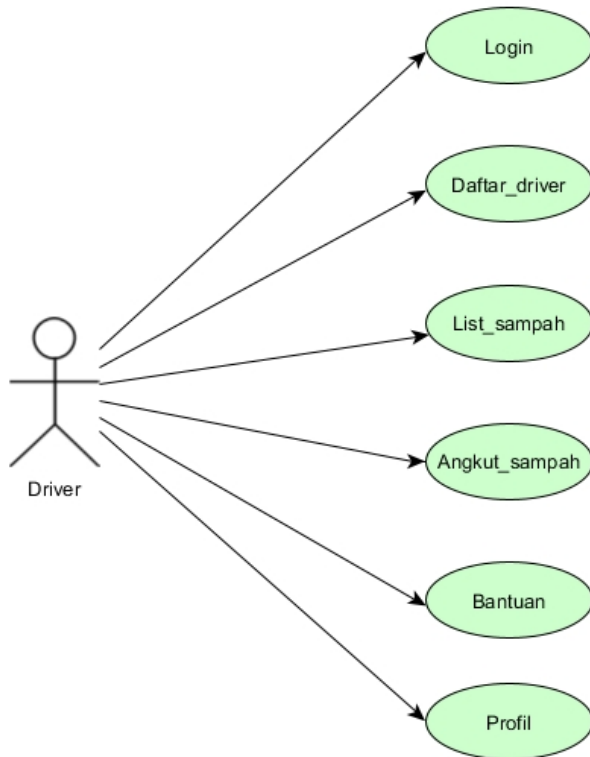 Login
Daftar_driver
List_sampah
Angkut_sampah
Driver
Bantuan
Profil